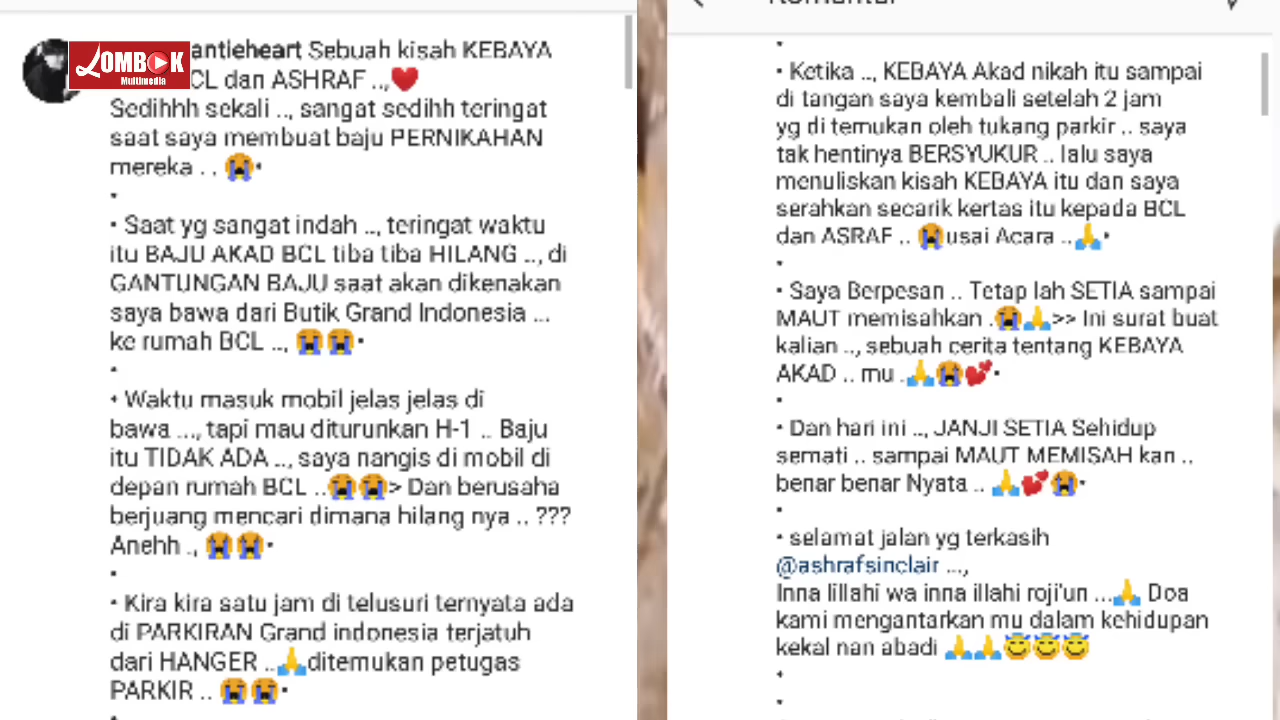 LOMBOK
Multimedia
antieheart Sebuah kisah KEBAYA
CL dan ASHRAF ..,❤️
Sedihhh sekali .., sangat sedihh teringat
saat saya membuat baju PERNIKAHAN
mereka . . 😭•
•
• Saat yg sangat indah .., teringat waktu
itu BAJU AKAD BCL tiba tiba HILANG .., di
GANTUNGAN BAJU saat akan dikenakan
saya bawa dari Butik Grand Indonesia ...
ke rumah BCL .., 😭😭•
•
• Waktu masuk mobil jelas jelas di
bawa ..., tapi mau diturunkan H-1 .. Baju
itu TIDAK ADA .., saya nangis di mobil di
depan rumah BCL ..😭😭> Dan berusaha
berjuang mencari dimana hilang nya .. ???
Anehh ., 😭😭•
•
• Kira kira satu jam di telusuri ternyata ada
di PARKIRAN Grand indonesia terjatuh
dari HANGER ..🙏ditemukan petugas
PARKIR .. 😭😭•
•
•
• Ketika .., KEBAYA Akad nikah itu sampai
di tangan saya kembali setelah 2 jam
yg di temukan oleh tukang parkir .. saya
tak hentinya BERSYUKUR .. lalu saya
menuliskan kisah KEBAYA itu dan saya
serahkan secarik kertas itu kepada BCL
dan ASRAF .. 😭usai Acara ..🙏•
•
• Saya Berpesan .. Tetap lah SETIA sampai
MAUT memisahkan .😭🙏>> Ini surat buat
kalian .., sebuah cerita tentang KEBAYA
AKAD .. mu .🙏😭💕•
•
• Dan hari ini .., JANJI SETIA Sehidup
semati .. sampai MAUT MEMISAH kan ..
benar benar Nyata .. 🙏💕😭•
•
• selamat jalan yg terkasih
@ashrafsinclair ...,
Inna lillahi wa inna illahi roji'un ...🙏 Doa
kami mengantarkan mu dalam kehidupan
kekal nan abadi 🙏🙏😇😇😇
•
•